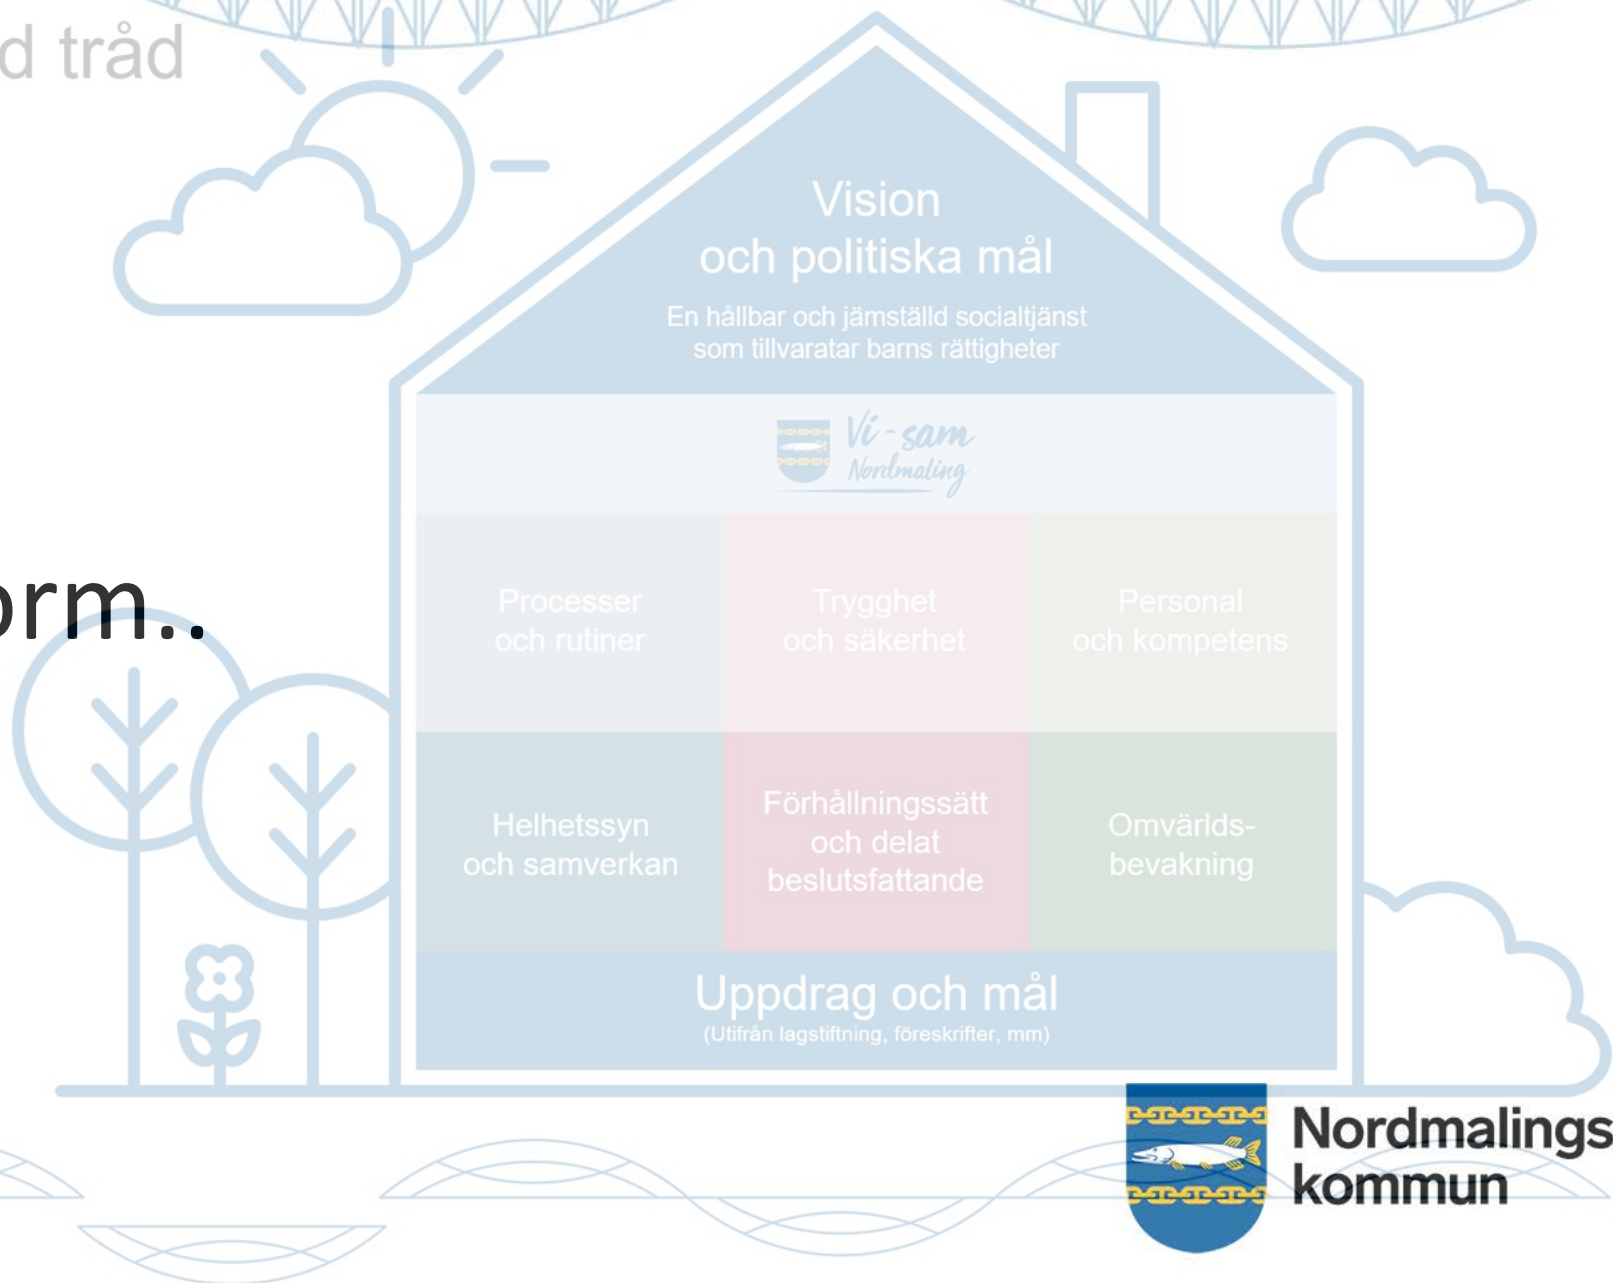 d tråd
Vision
och politiska mål
En hållbar och jämställd socialtjänst
som tillvaratar barns rättigheter
Vi-sam
Nordmaling
orm..
Processer
och rutiner
Trygghet
och säkerhet
Personal
och kompetens
Helhetssyn
och samverkan
Förhållningssätt
och delat
beslutsfattande
Omvärlds-
bevakning
Uppdrag och mål
(Utifrån lagstiftning, föreskrifter, mm)
Nordmalings
kommun